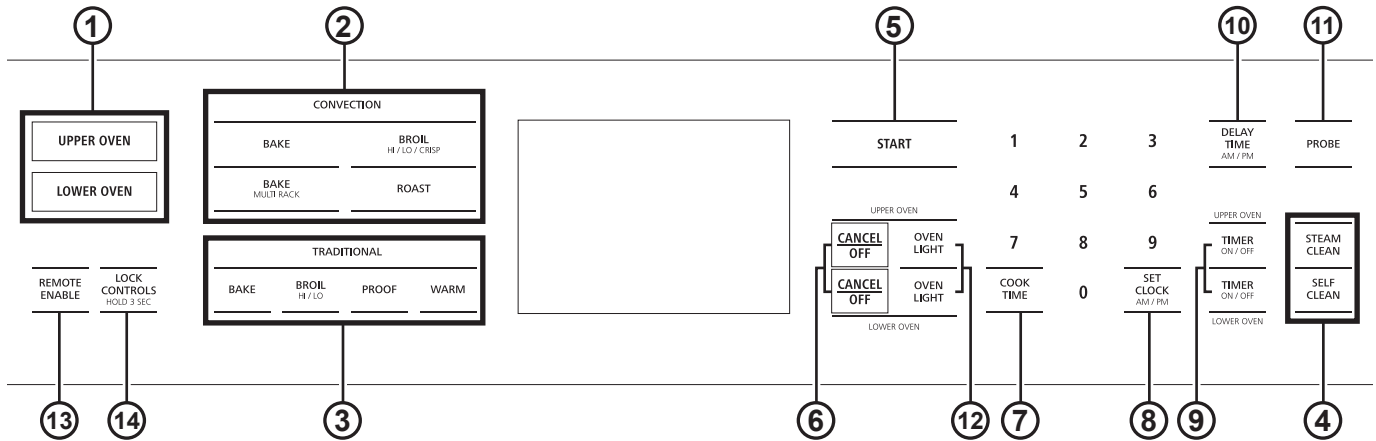 1
2
5
10
11
UPPER OVEN
LOWER OVEN
CONVECTION
BAKE
BROIL
HI / LO / CRISP
BAKE
MULTI RACK
ROAST
TRADITIONAL
BAKE
BROIL
HI / LO
PROOF
WARM
REMOTE
ENABLE
LOCK
CONTROLS
HOLD 3 SEC
START
UPPER OVEN
CANCEL
OFF
OVEN
LIGHT
CANCEL
OFF
OVEN
LIGHT
LOWER OVEN
1 2 3
4 5 6
7 8 9
COOK
TIME
0
SET
CLOCK
AM / PM
DELAY
TIME
AM / PM
PROBE
UPPER OVEN
TIMER
ON / OFF
TIMER
ON / OFF
LOWER OVEN
STEAM
CLEAN
SELF
CLEAN
13
14
3
6
12
7
8
9
4